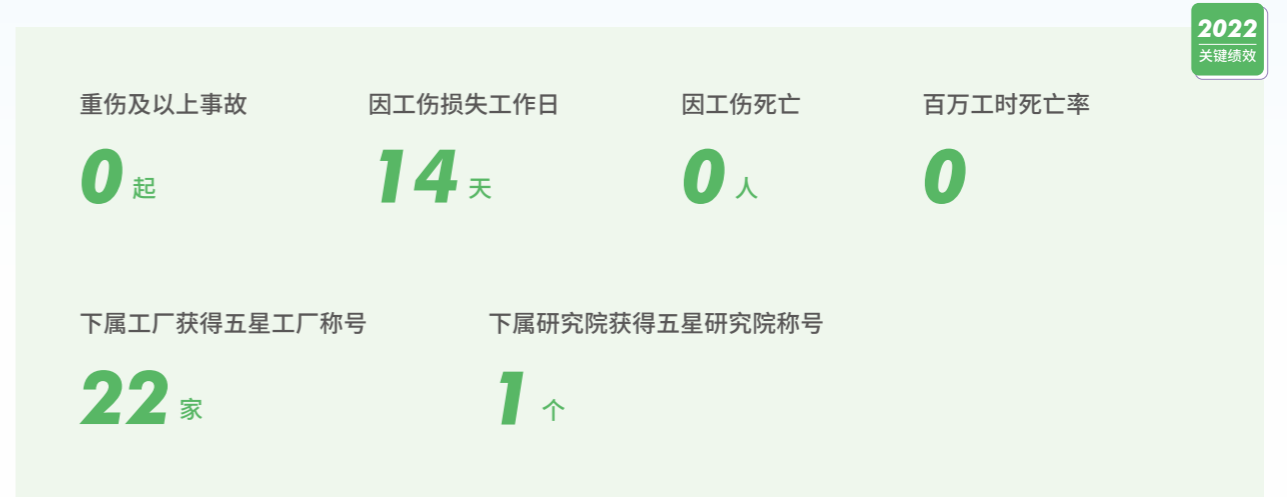 2022
关键绩效
重伤及以上事故
因工伤损失工作日
因工伤死亡
百万工时死亡率
0 起
14 天
0 人
0
下属工厂获得五星工厂称号
下属研究院获得五星研究院称号
22 家
1 个